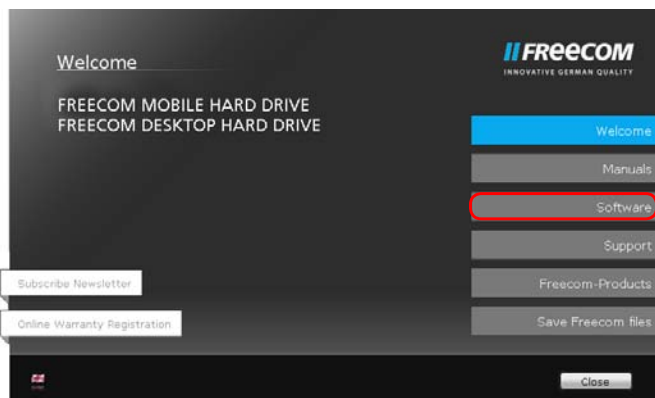 Welcome
FREECOM MOBILE HARD DRIVE
FREECOM DESKTOP HARD DRIVE
Subscribe Newsletter
Online Warranty Registration
FREECOM
INNOVATIVE GERMAN QUALITY
Welcome
Manuals
Software
Support
Freecom-Products
Save Freecom files
Close